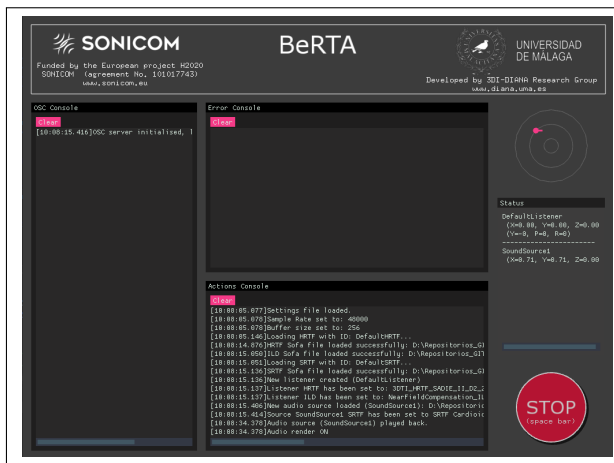 SONICOM
Funded by the European project H2020
SONICOM (agreement No. 101017743)
www.sonicom.eu
BeRTA
UNIVERSIDAD
DE MÁLAGA
Developed by 3DI-DIANA Research Group
www.diana.uma.es
OSC Console
Clear
[10:08:15.416]OSC server initialised, l
Error Console
Clear
Actions Console
Clear
[10:08:05.077]Settings file loaded.
[10:08:05.078]Sample Rate set to: 48000
[10:08:05.078]Buffer size set to: 256
[10:08:05.146]Loading HRTF with ID: DefaultHRTF...
[10:08:14.876]HRTF Sofa file loaded successfully: D:\Repositorios_GIT
[10:08:15.050]ILD Sofa file loaded successfully: D:\Repositorios_GIT
[10:08:15.051]Loading SRTF with ID: DefaultSRTF...
[10:08:15.136]SRTF Sofa file loaded successfully: D:\Repositorios_GI
[10:08:15.136]New listener created (DefaultListener)
[10:08:15.137]Listener HRTF has been set to: 3DTI_HRTF_SADIE_II_D2_2
[10:08:15.137]Listener ILD has been set to: NearFieldCompensation_IL
[10:08:15.406]New audio source loaded (SoundSource1): D:\Repositorio
[10:08:15.414]Source SoundSource1 SRTF has been set to SRTF Cardioid
[10:08:34.378]Audio source (SoundSource1) played back.
[10:08:34.378]Audio render ON
Status
DefaultListener
(X=0.00, Y=0.00, Z=0.00
(Y=-0, P=0, R=0)
-----------------------
SoundSource1
(X=0.71, Y=0.71, Z=0.00
STOP
(space bar)